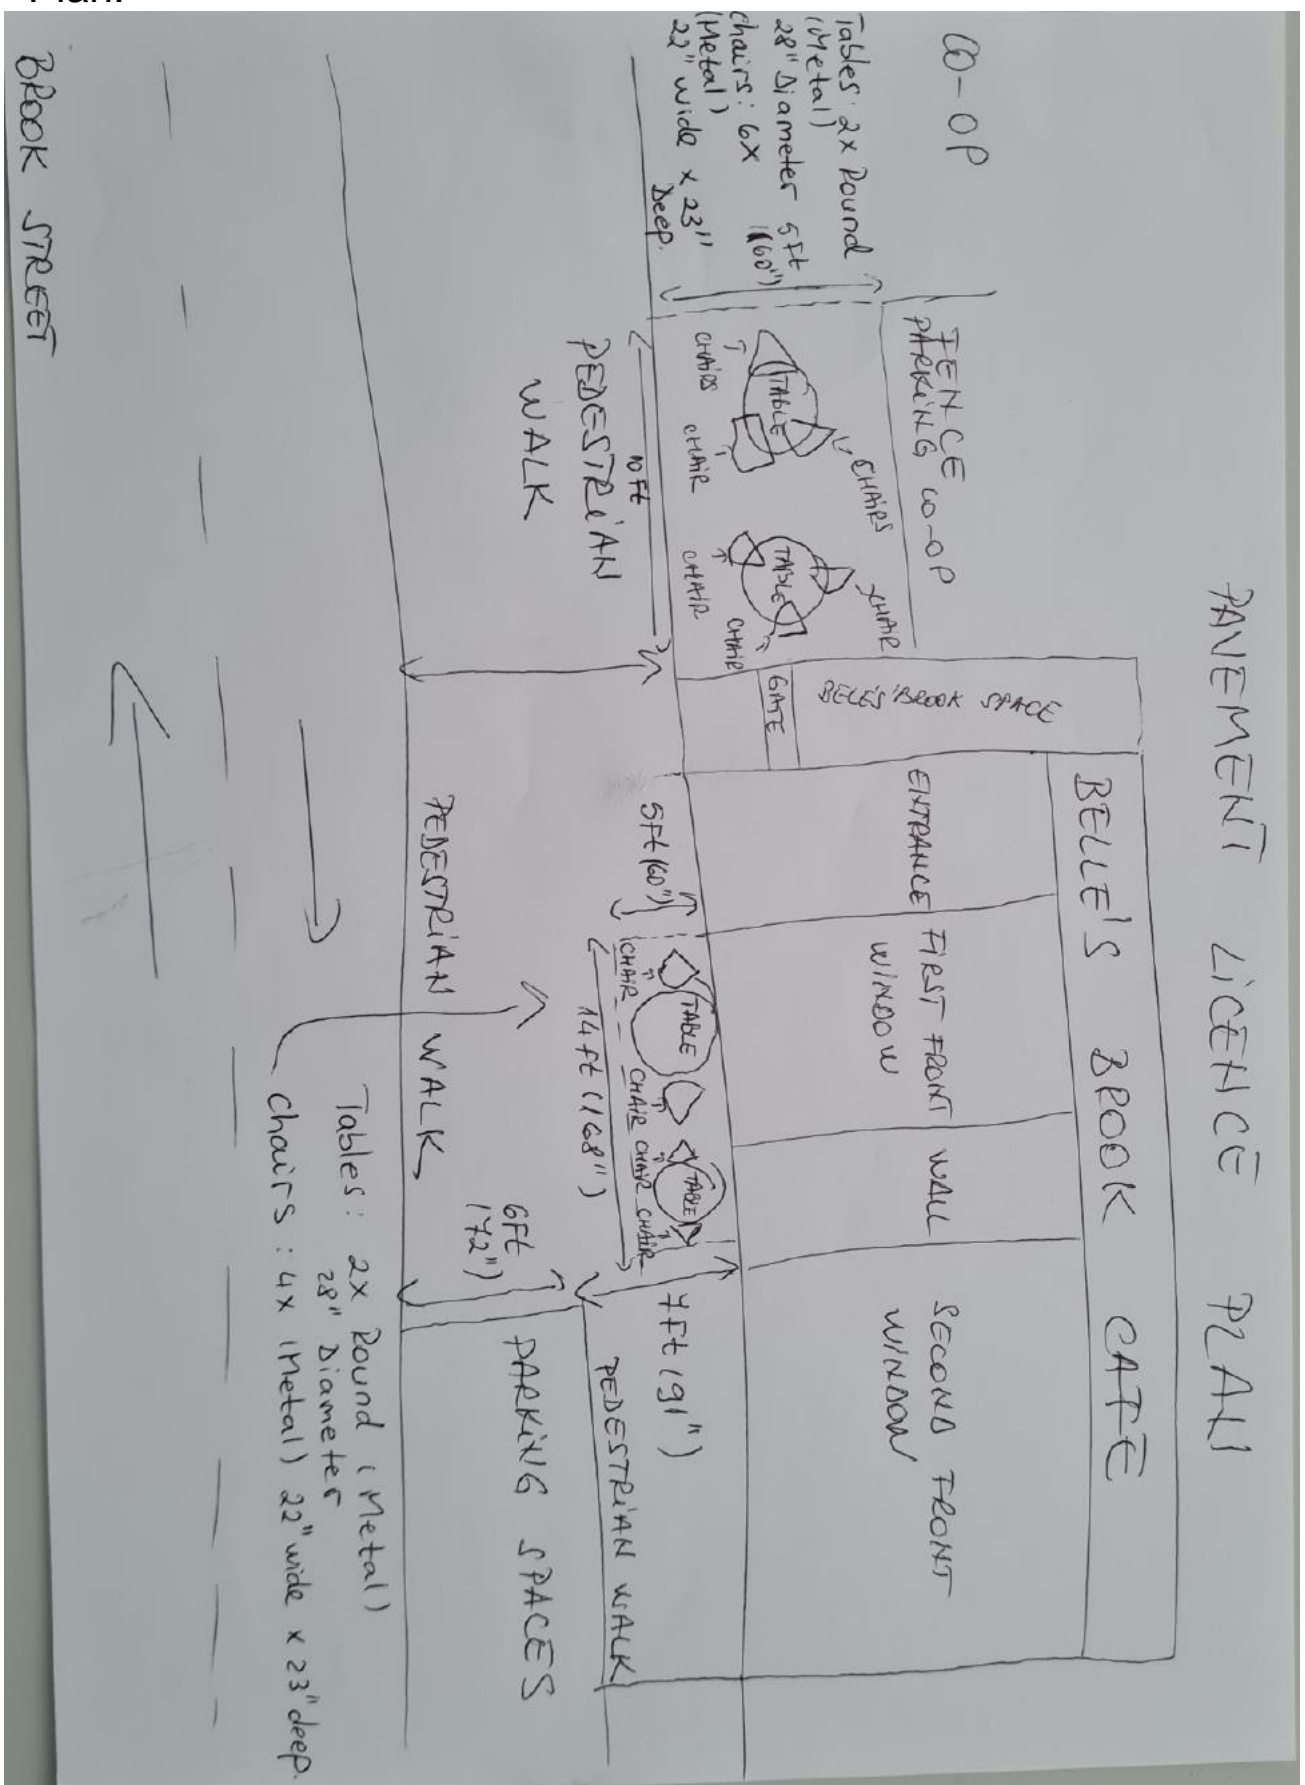 Plan:
PAVEMENT LICENCE PLAN
CO-OP
Tables: 2x Round
(Metal)
28" Diameter
chairs: 6X
(Metal)
22" wide x 23"
Deep.
5Ft
(60")
FENCE
PARKING CO-OP
CHAIRS
TABLE
CHAIRS
CHAIR
CHAIR
TABLE
CHAIR
CHAIR
10 Ft
PEDESTRIAN
WALK
BELLE'S BROOK CAFE
BELES'BROOK SPACE
GATE
ENTRANCE
FIRST FRONT
WINDOW
WALL
SECOND FRONT
WINDOW
5Ft (60")
TABLE
TABLE
CHAIR
CHAIR
CHAIR
CHAIR
14 ft (168")
7Ft (91")
PEDESTRIAN WALK
6Ft
(72")
PARKING SPACES
PEDESTRIAN WALK
Tables: 2x Round (Metal)
28" Diameter
chairs: 4x (Metal) 22" wide x 23" deep.
BROOK STREET